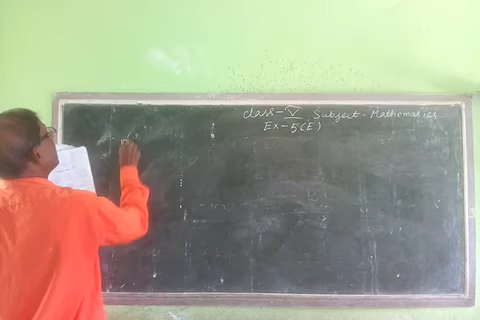 Class - V Subject - Mathematics
Ex - 5(E)